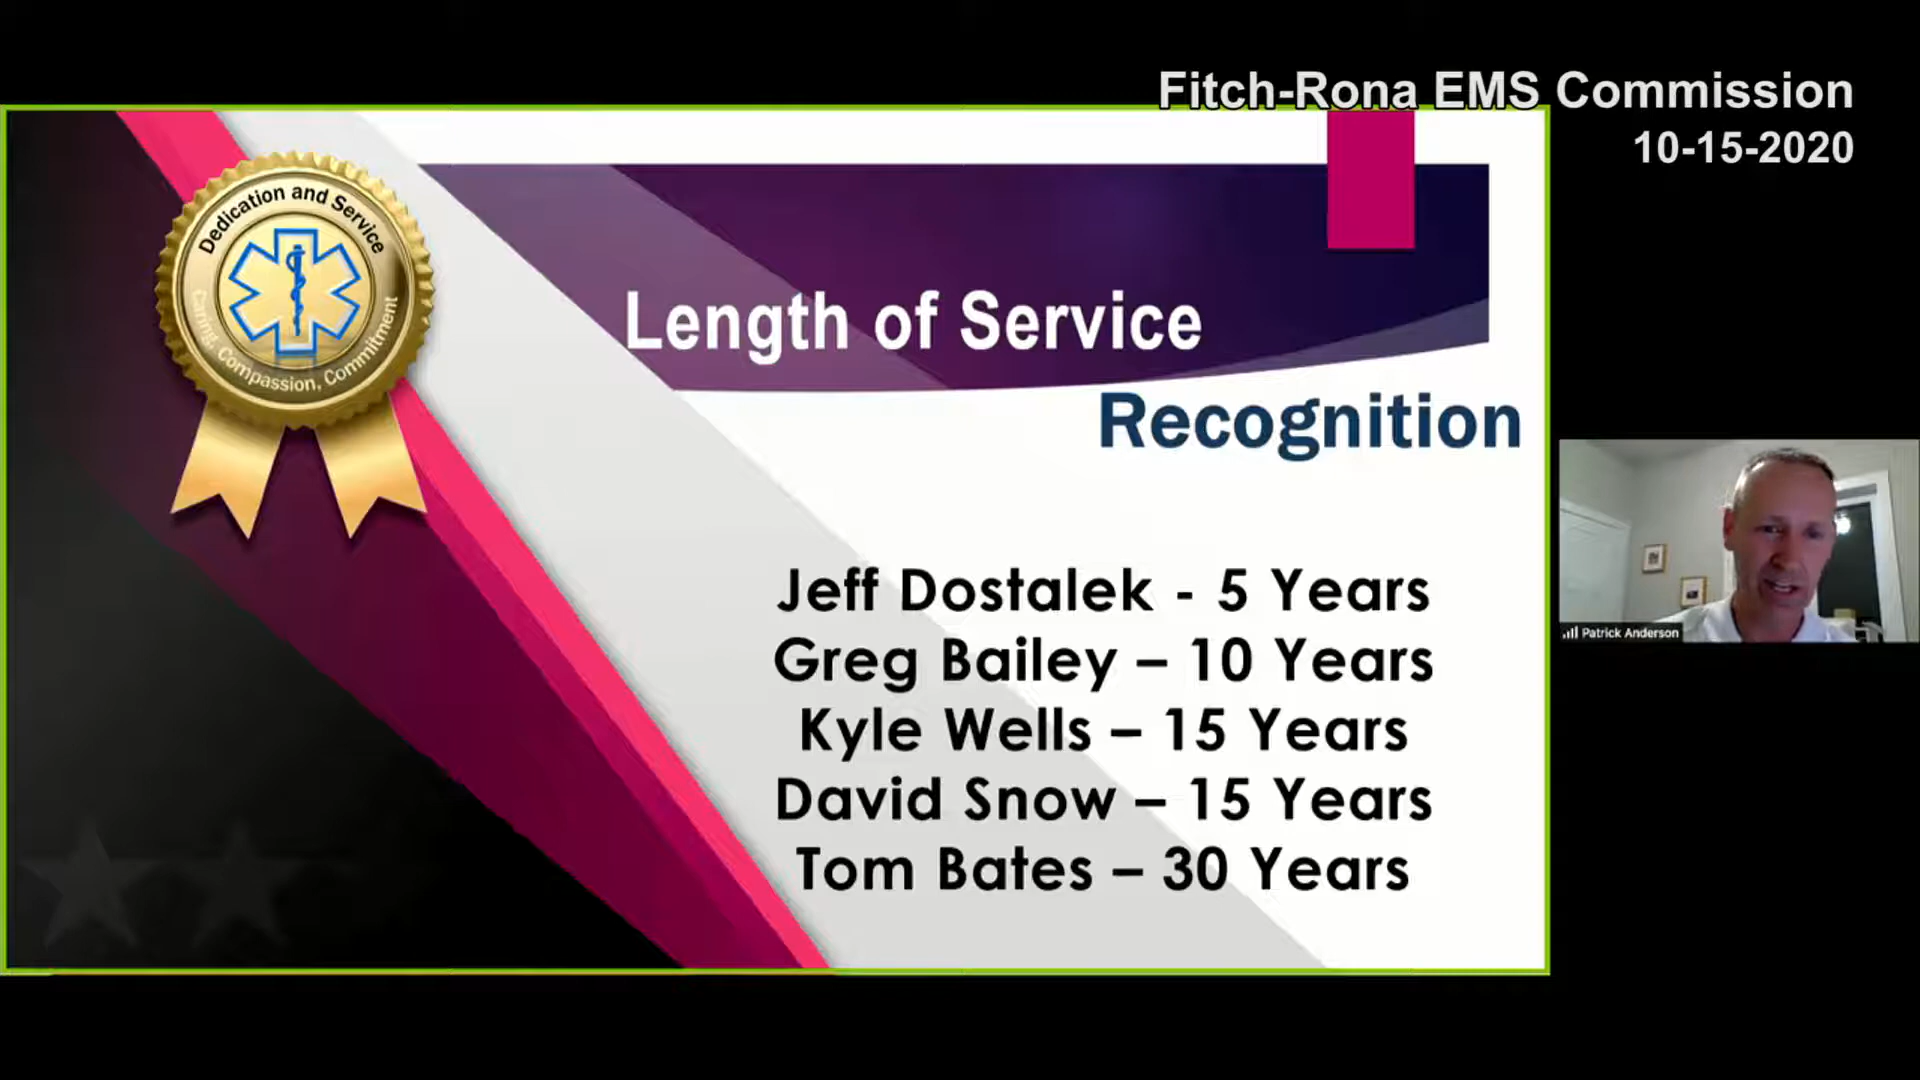 Fitch-Rona EMS Commission
10-15-2020
Dedication and Service
Caring, Compassion, Commitment
Length of Service
Recognition
Jeff Dostalek - 5 Years
Greg Bailey – 10 Years
Kyle Wells – 15 Years
David Snow – 15 Years
Tom Bates – 30 Years
Patrick Anderson